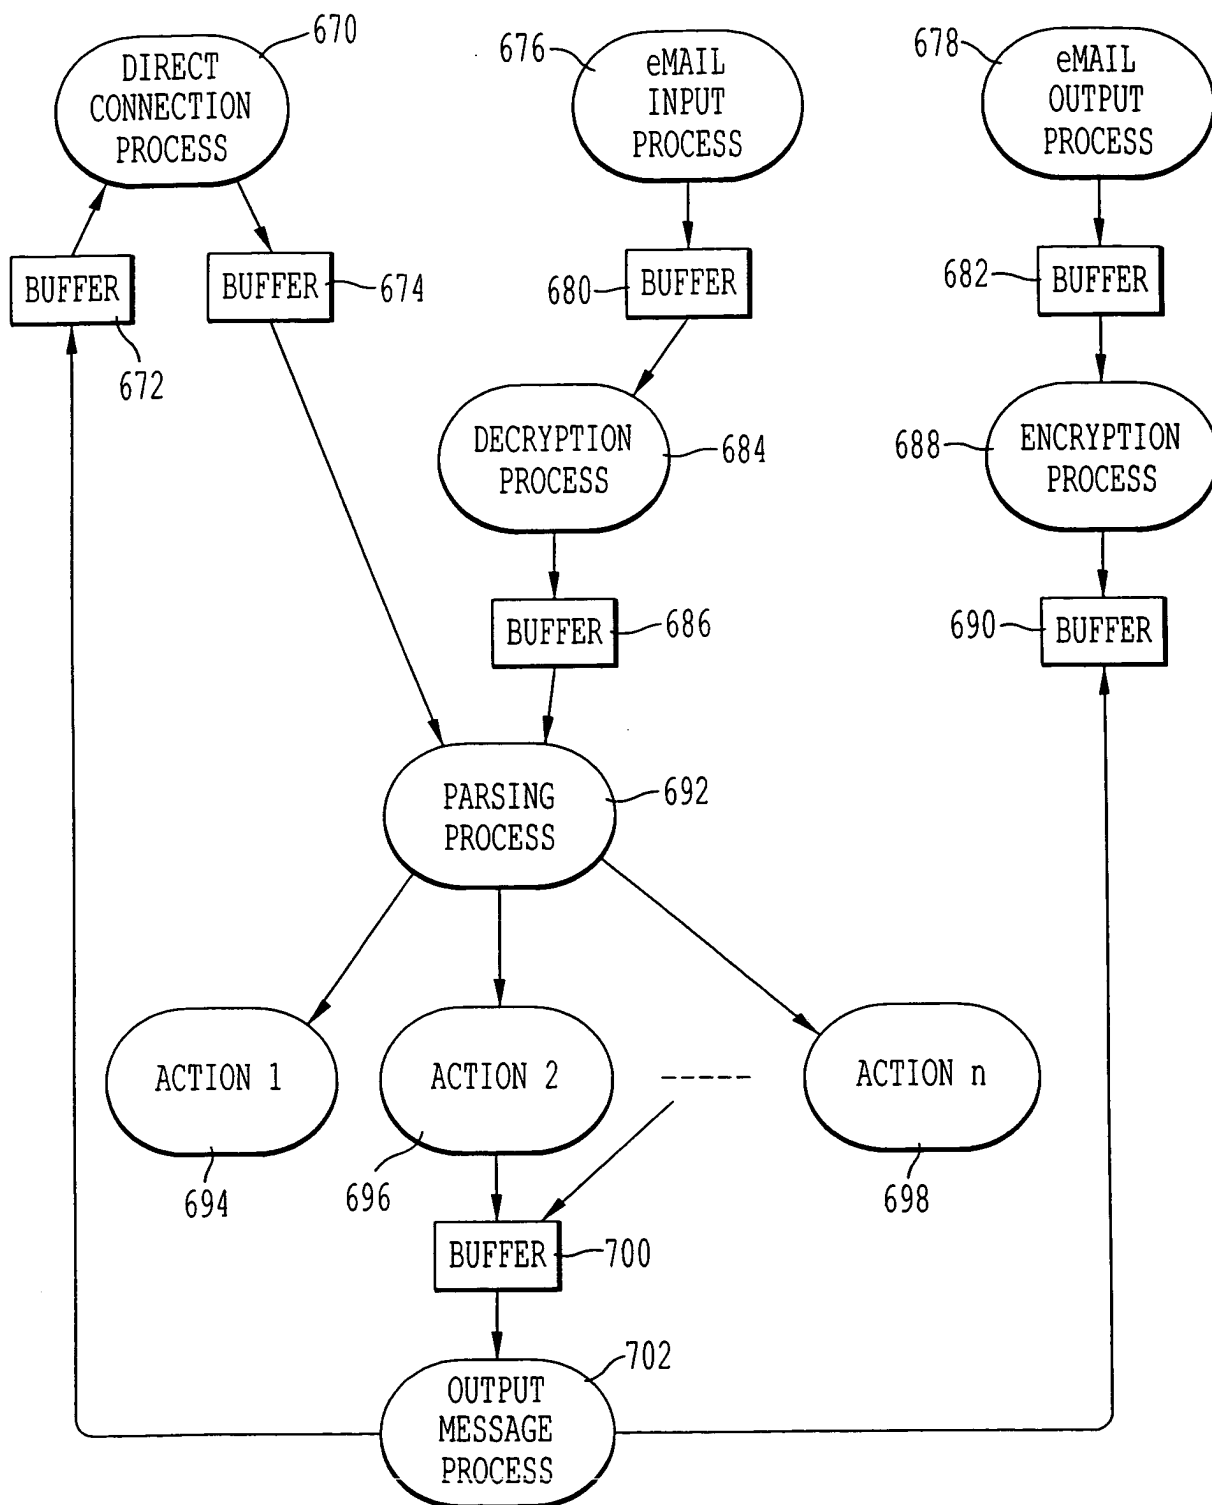 670
DIRECT
CONNECTION
PROCESS
676
eMAIL
INPUT
PROCESS
678
eMAIL
OUTPUT
PROCESS
BUFFER
672
BUFFER
674
680
BUFFER
682
BUFFER
DECRYPTION
PROCESS
684
688
ENCRYPTION
PROCESS
BUFFER
686
690
BUFFER
PARSING
PROCESS
692
ACTION 1
694
ACTION 2
696
-----
ACTION n
698
BUFFER
700
OUTPUT
MESSAGE
PROCESS
702